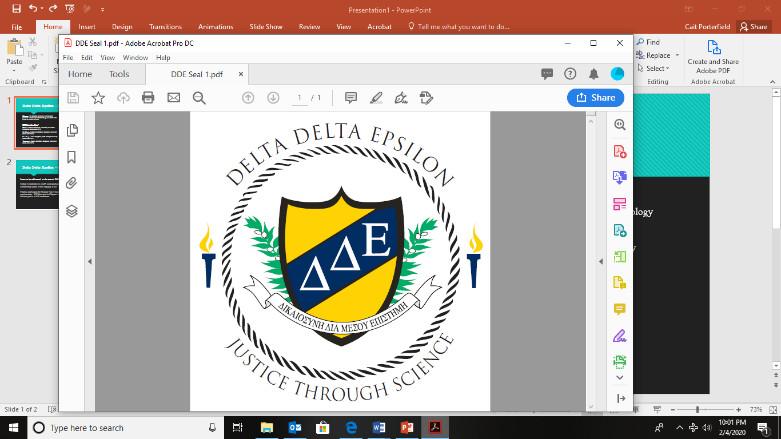 Presentation1 - PowerPoint
File Home Insert Design Transitions Animations Slide Show Review View Acrobat Tell me what you want to do... Cait Porterfield Share
Paste
Clipboard
Find
Replace
Select
Editing
Create and Share
Adobe PDF
Adobe Acrobat
DDE Seal 1.pdf - Adobe Acrobat Pro DC
File Edit View Window Help
Home Tools DDE Seal 1.pdf
1 / 1
Share
1
2
DELTA DELTA EPSILON
ΔΔΕ
ΔΙΚΑΙΟΣΥΝΗ ΔΙΑ ΜΕΣΟΥ ΕΠΙΣΤΗΜΗ
JUSTICE THROUGH SCIENCE
ology
Slide 1 of 2
73%
Type here to search
10:01 PM
2/4/2020